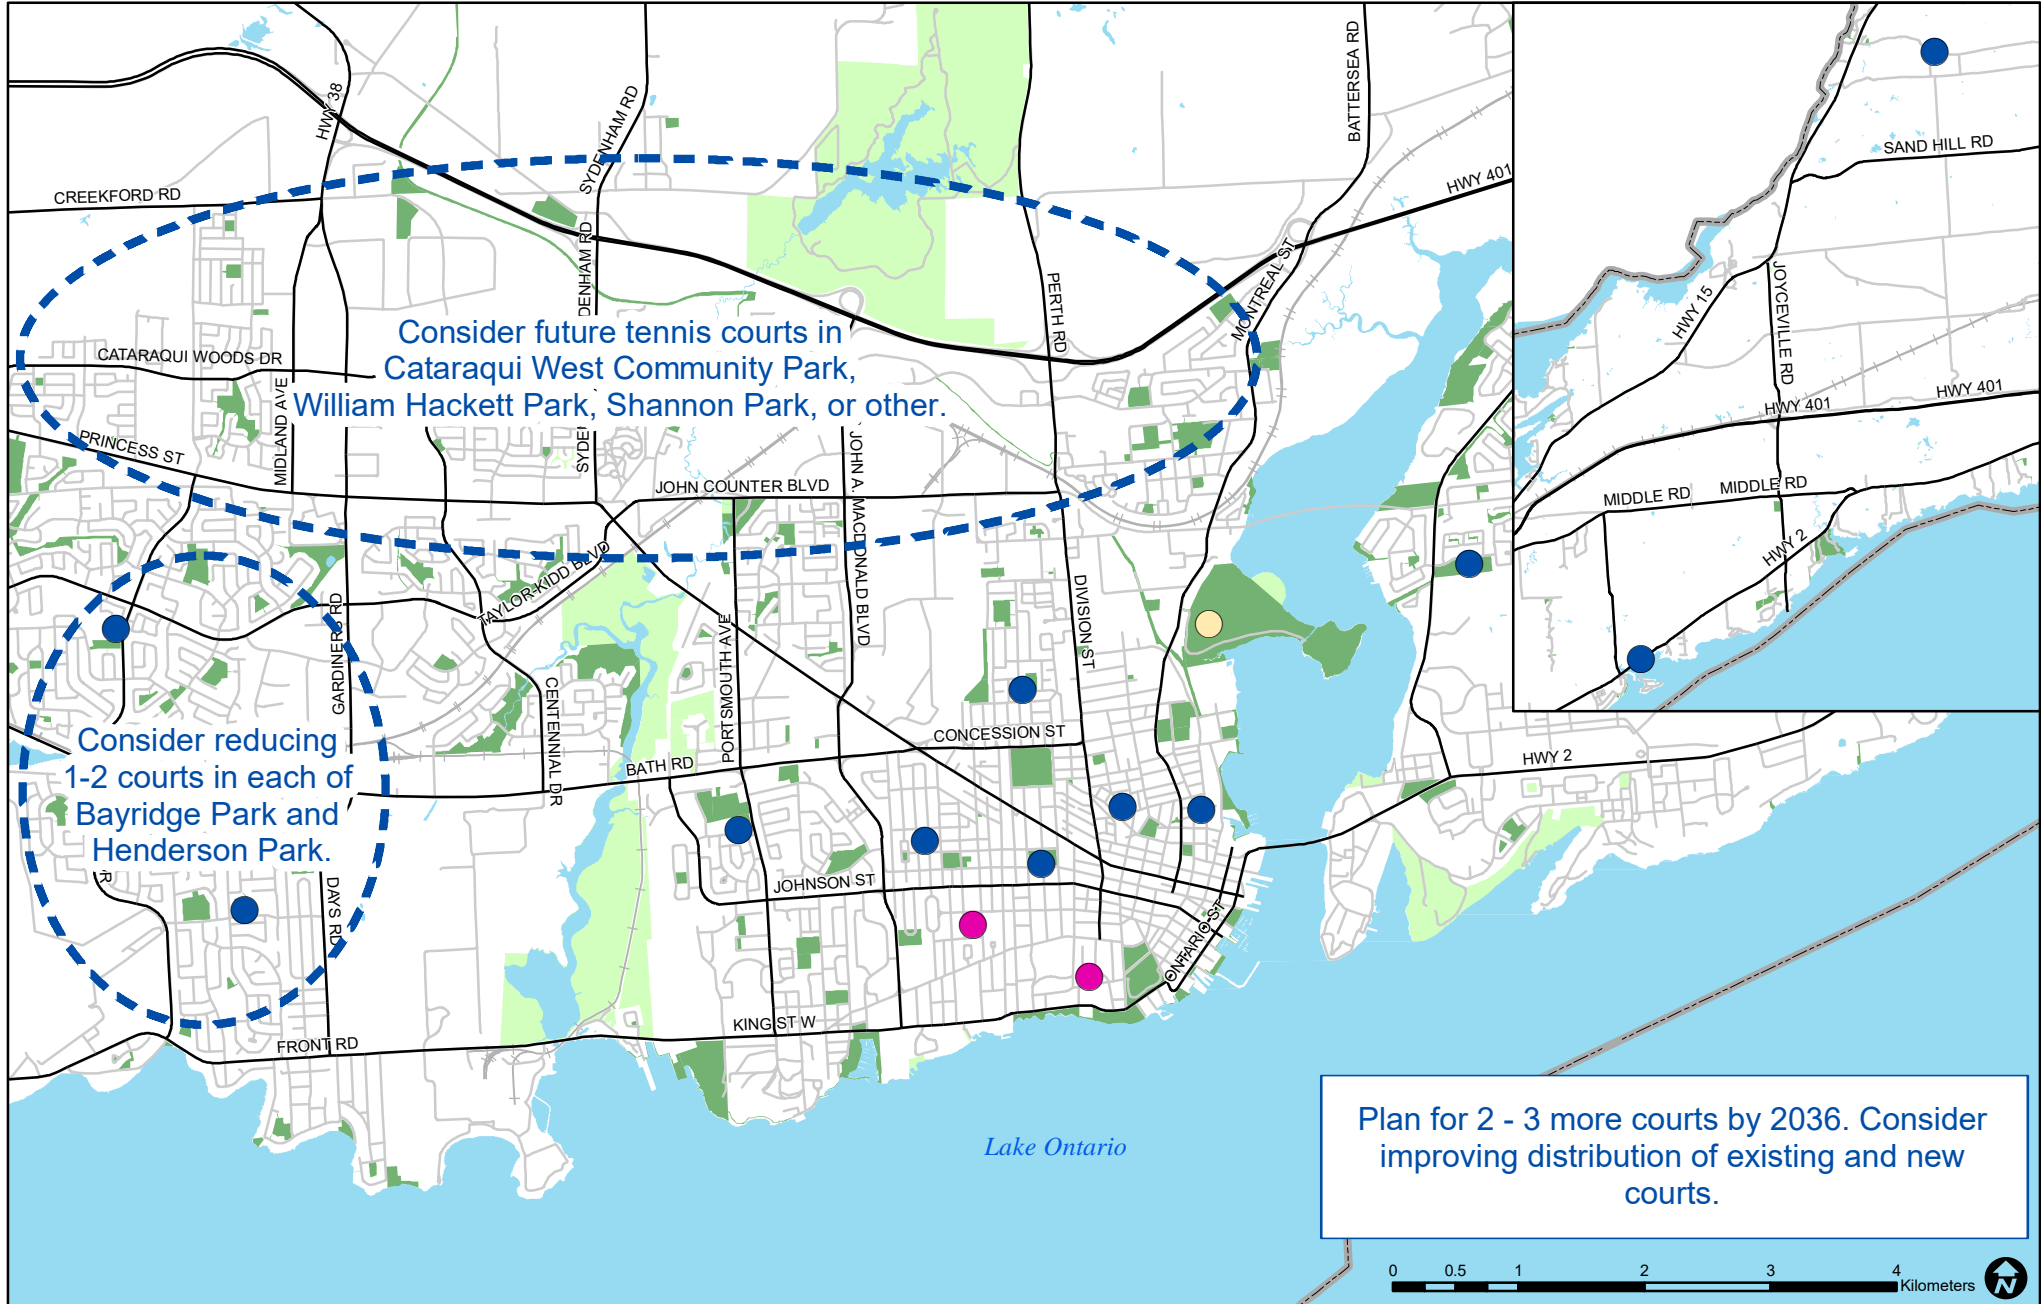 HWY 38
SYDENHAM RD
BATTERSEA RD
SAND HILL RD
HWY 401
CREEKFORD RD
DENHAM RD
MONTREAL ST
PERTH RD
HWY 15
JOYCEVILLE RD
Consider future tennis courts in
Cataraqui West Community Park,
William Hackett Park, Shannon Park, or other.
CATARAQUI WOODS DR
MIDLAND AVE
HWY 401
HWY 401
PRINCESS ST
SYDEN
JOHN A. MACDONALD BLVD
JOHN COUNTER BLVD
MIDDLE RD
MIDDLE RD
HWY 2
TAYLOR-KIDD BLVD
GARDINERS RD
PORTSMOUTH AVE
DIVISION ST
CENTENNIAL DR
CONCESSION ST
BATH RD
HWY 2
Consider reducing
1-2 courts in each of
Bayridge Park and
Henderson Park.
R
DAYS RD
JOHNSON ST
ONTARIO ST
KING ST W
FRONT RD
Lake Ontario
Plan for 2 - 3 more courts by 2036. Consider
improving distribution of existing and new
courts.
0 0.5 1 2 3 4
Kilometers
N